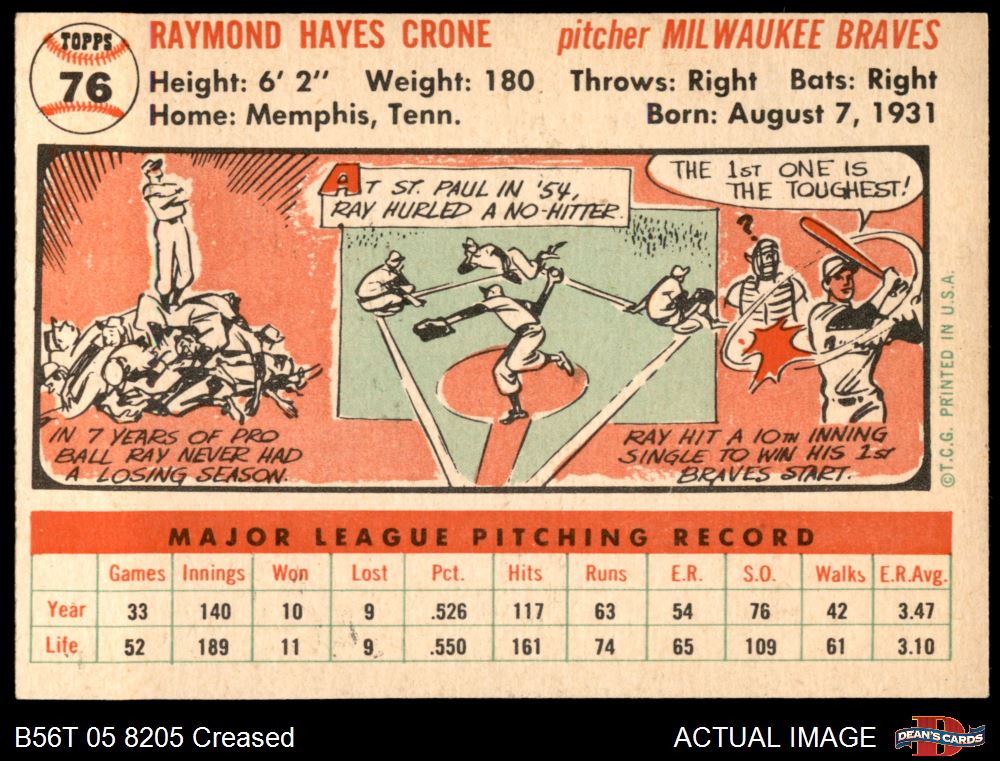 TOPPS
76
RAYMOND HAYES CRONE pitcher MILWAUKEE BRAVES
Height: 6' 2" Weight: 180 Throws: Right Bats: Right
Home: Memphis, Tenn. Born: August 7, 1931
AT ST. PAUL IN '54,
RAY HURLED A NO-HITTER.
THE 1ST ONE IS
THE TOUGHEST!
?
IN 7 YEARS OF PRO
BALL RAY NEVER HAD
A LOSING SEASON.
RAY HIT A 10TH INNING
SINGLE TO WIN HIS 1ST
BRAVES START.
©T.C.G. PRINTED IN U.S.A.
MAJOR LEAGUE PITCHING RECORD
Games Innings Won Lost Pct. Hits Runs E.R. S.O. Walks E.R.Avg.
Year 33 140 10 9 .526 117 63 54 76 42 3.47
Life 52 189 11 9 .550 161 74 65 109 61 3.10
B56T 05 8205 Creased ACTUAL IMAGE
DEAN'S CARDS